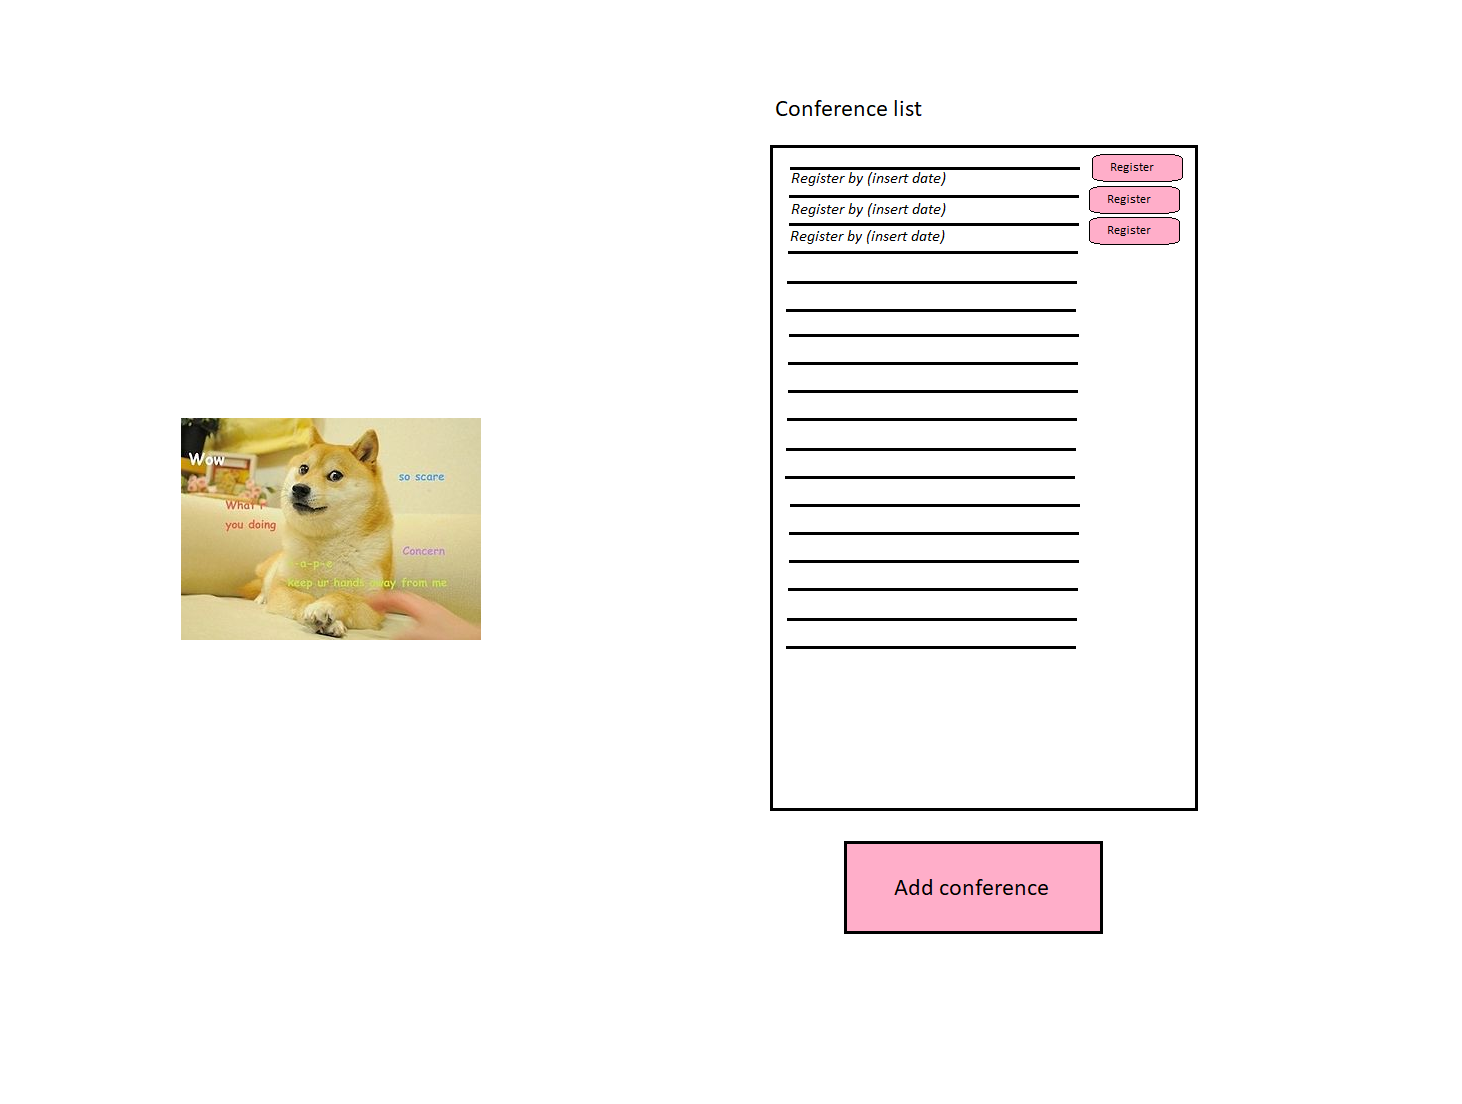 Conference list
Register
Register by (insert date)
Register
Register by (insert date)
Register
Register by (insert date)
Wow
so scare
What r
you doing
Concern
keep ur hands away from me
Add conference